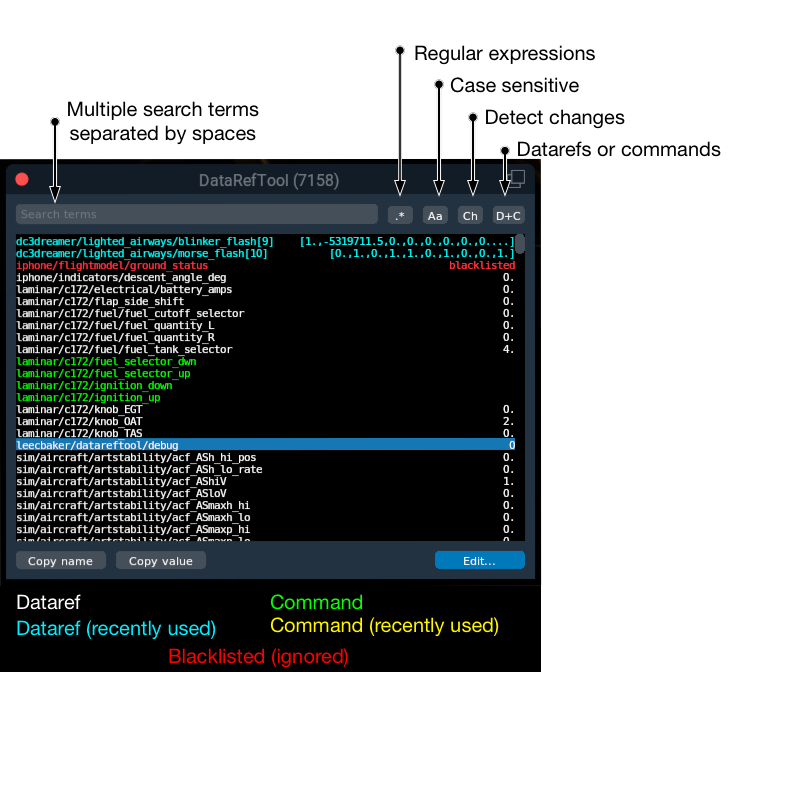 Regular expressions
Case sensitive
Multiple search terms
separated by spaces
Detect changes
Datarefs or commands
DataRefTool (7158)
Search terms
.*
Aa
Ch
D+C
dc3dreamer/lighted_airways/blinker_flash[9] [1.,-5319711.5,0.,0.,0.,0.,0.,0....]
dc3dreamer/lighted_airways/morse_flash[10] [0.,1.,0.,1.,1.,0.,1.,0.,0.,1.]
iphone/flightmodel/ground_status blacklisted
iphone/indicators/descent_angle_deg 0.
laminar/c172/electrical/battery_amps 0.
laminar/c172/flap_side_shift 0.
laminar/c172/fuel/fuel_cutoff_selector 0.
laminar/c172/fuel/fuel_quantity_L 0.
laminar/c172/fuel/fuel_quantity_R 0.
laminar/c172/fuel/fuel_tank_selector 4.
laminar/c172/fuel_selector_dwn
laminar/c172/fuel_selector_up
laminar/c172/ignition_down
laminar/c172/ignition_up
laminar/c172/knob_EGT 0.
laminar/c172/knob_OAT 2.
laminar/c172/knob_TAS 0.
leecbaker/datareftool/debug 0
sim/aircraft/artstability/acf_ASh_hi_pos 0.
sim/aircraft/artstability/acf_ASh_lo_rate 0.
sim/aircraft/artstability/acf_AShiV 1.
sim/aircraft/artstability/acf_ASloV 0.
sim/aircraft/artstability/acf_ASmaxh_hi 0.
sim/aircraft/artstability/acf_ASmaxh_lo 0.
sim/aircraft/artstability/acf_ASmaxp_hi 0.
sim/aircraft/artstability/acf_ASmaxp_lo 0.
Copy name
Copy value
Edit...
Dataref
Command
Dataref (recently used)
Command (recently used)
Blacklisted (ignored)